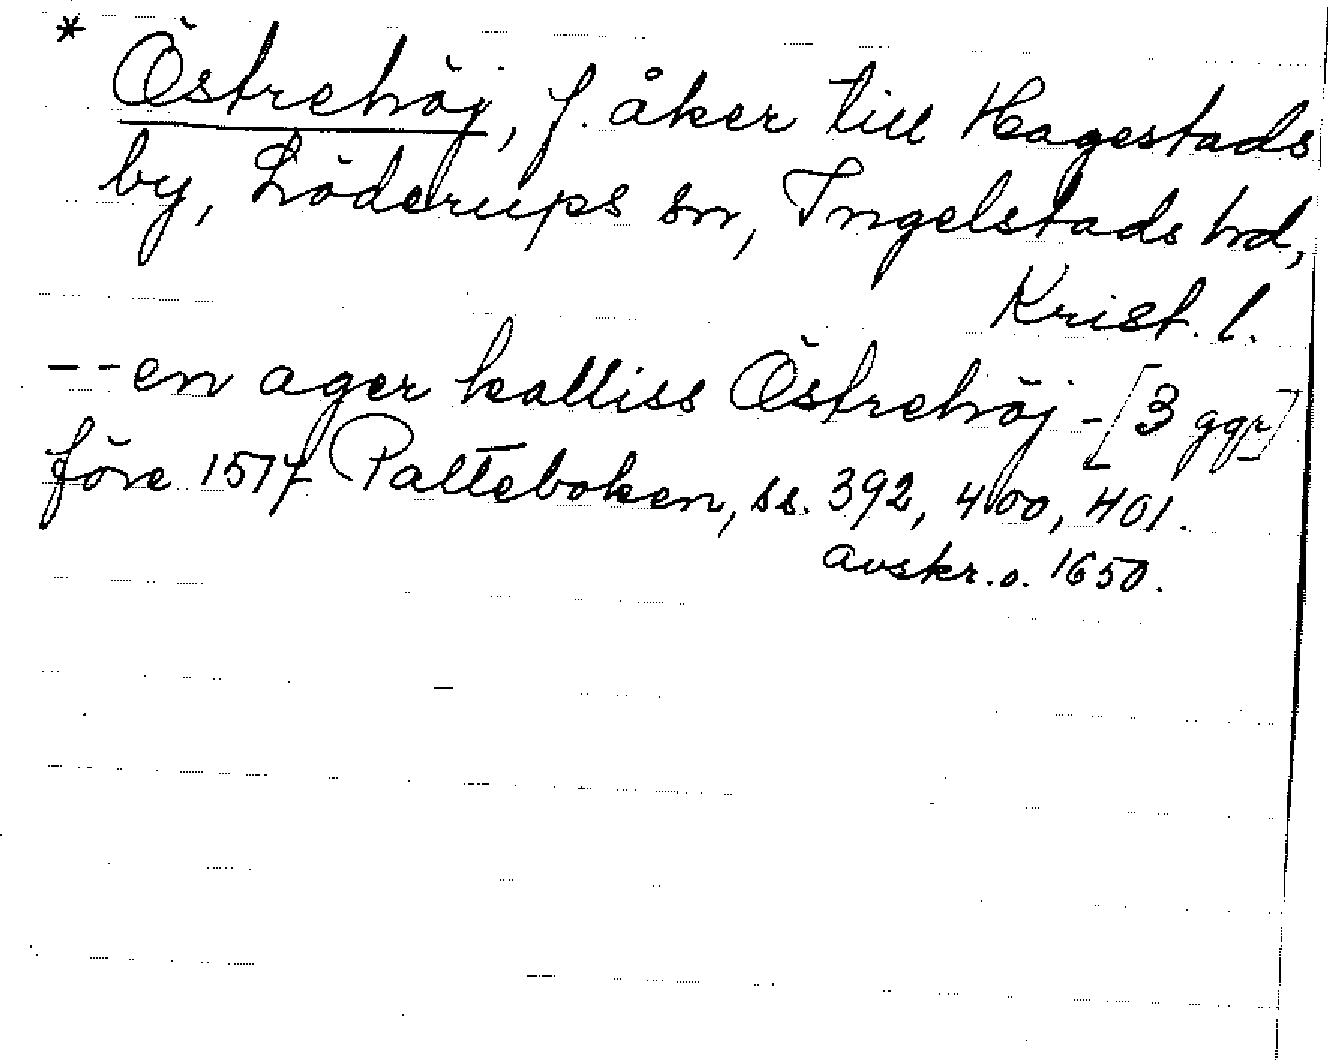 * Östrehöj, f. åker till Hagestads
by, Löderups sn, Ingelstads hd,
Krist. l.
-- en ager kalliss Östrehöj - [3 ggr]
före 1577 Palteboken, ss. 392, 400, 401.
avskr. o. 1650.